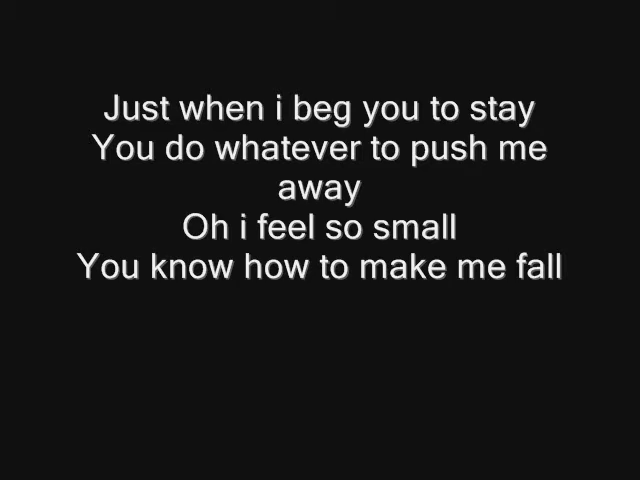 Just when i beg you to stay
You do whatever to push me
away
Oh i feel so small
You know how to make me fall